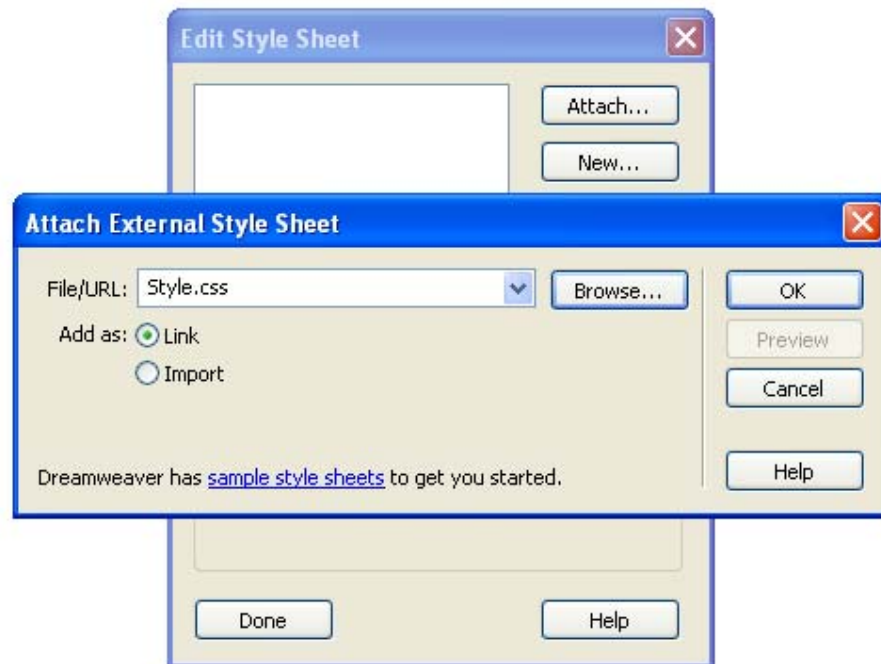 Edit Style Sheet
Attach...
New...
Attach External Style Sheet
File/URL: Style.css Browse... OK
Add as: Link Preview
Import Cancel
Dreamweaver has sample style sheets to get you started. Help
Done Help